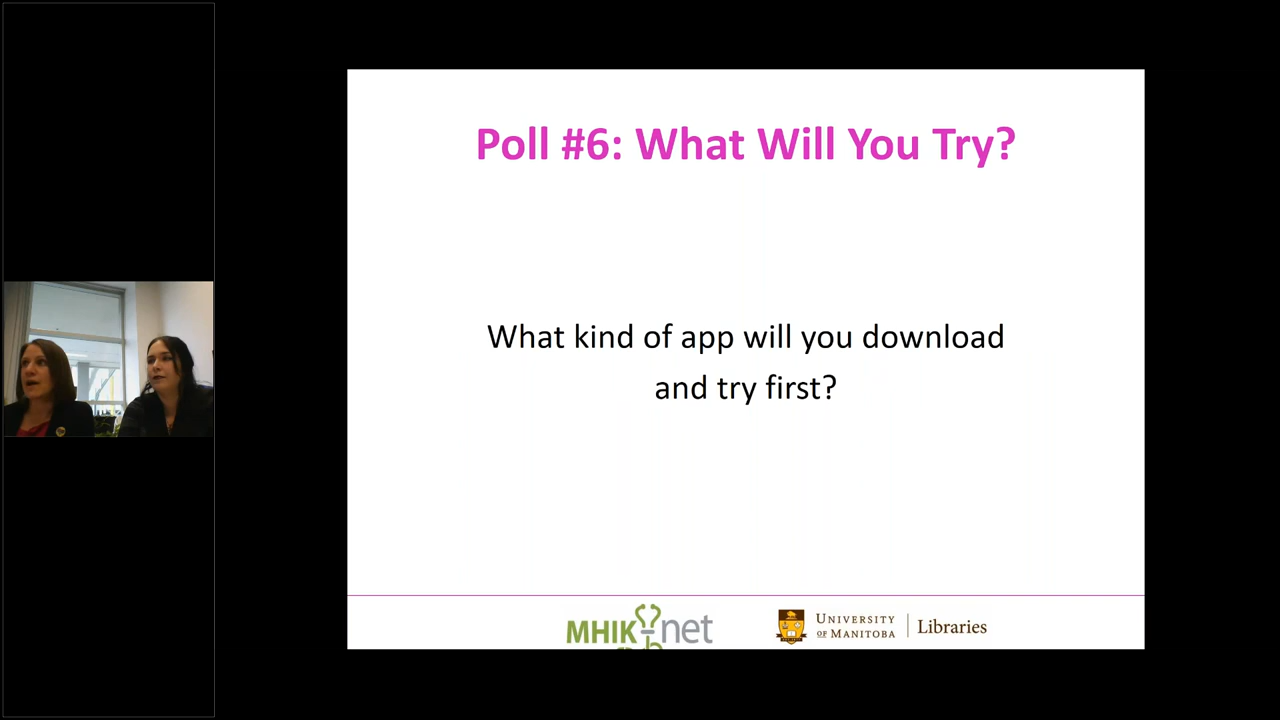 Poll #6: What Will You Try?
What kind of app will you download
and try first?
MHIK-net
UNIVERSITY
OF MANITOBA
Libraries